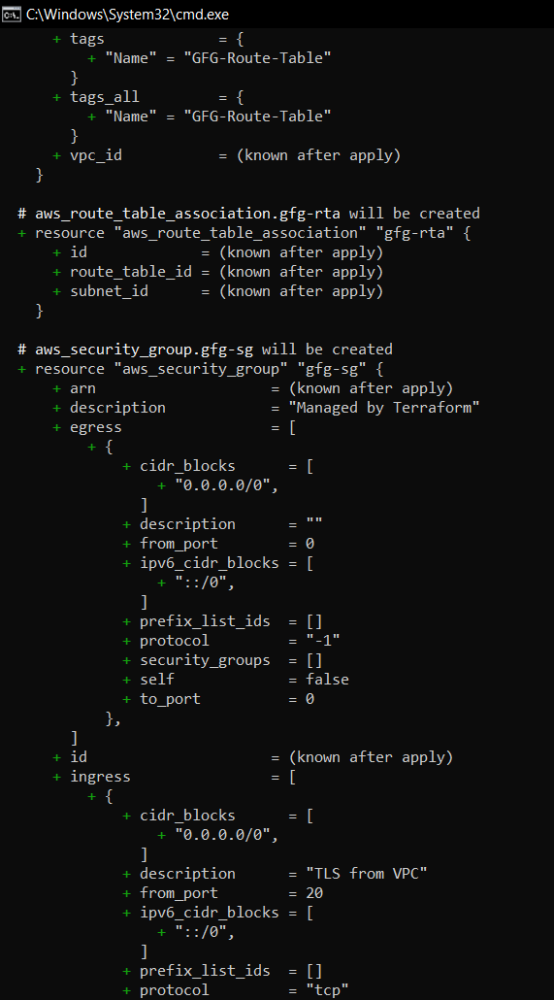 C:\Windows\System32\cmd.exe
+ tags = {
+ "Name" = "GFG-Route-Table"
}
+ tags_all = {
+ "Name" = "GFG-Route-Table"
}
+ vpc_id = (known after apply)
}
# aws_route_table_association.gfg-rta will be created
+ resource "aws_route_table_association" "gfg-rta" {
+ id = (known after apply)
+ route_table_id = (known after apply)
+ subnet_id = (known after apply)
}
# aws_security_group.gfg-sg will be created
+ resource "aws_security_group" "gfg-sg" {
+ arn = (known after apply)
+ description = "Managed by Terraform"
+ egress = [
+ {
+ cidr_blocks = [
+ "0.0.0.0/0",
]
+ description = ""
+ from_port = 0
+ ipv6_cidr_blocks = [
+ "::/0",
]
+ prefix_list_ids = []
+ protocol = "-1"
+ security_groups = []
+ self = false
+ to_port = 0
},
]
+ id = (known after apply)
+ ingress = [
+ {
+ cidr_blocks = [
+ "0.0.0.0/0",
]
+ description = "TLS from VPC"
+ from_port = 20
+ ipv6_cidr_blocks = [
+ "::/0",
]
+ prefix_list_ids = []
+ protocol = "tcp"